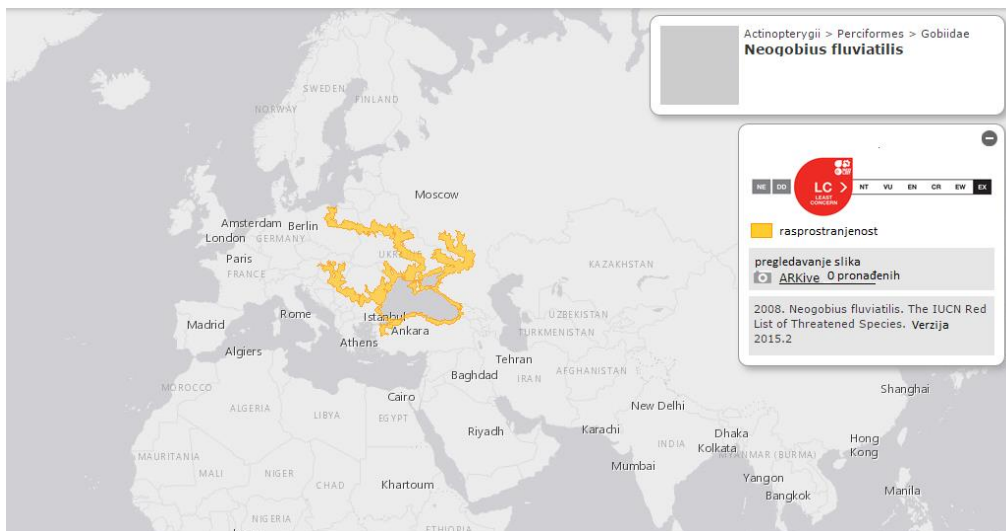 Actinopterygii > Perciformes > Gobiidae
Neogobius fluviatilis
NE DD LC > NT VU EN CR EW EX
LEAST
CONCERN
rasprostranjenost
pregledavanje slika
ARKive 0 pronađenih
2008. Neogobius fluviatilis. The IUCN Red
List of Threatened Species. Verzija
2015.2
SWEDEN
FINLAND
NORWAY
Moscow
Amsterdam
Berlin
London
GERMANY
Paris
FRANCE
UKR
KAZAKHSTAN
Rome
Istanbul
Madrid
Ankara
Athens
UZBEKISTAN
TURKMENISTAN
Algiers
Tehran
Baghdad
IRAN
AFGHANISTAN
MOROCCO
Cairo
Shanghai
ALGERIA
LIBYA
EGYPT
New Delhi
Riyadh
Karachi
Dhaka
INDIA
Kolkata
MYANMAR (BURMA)
Hong
Kong
MAURITANIA
MALI
NIGER
CHAD
Khartoum
Mumbai
Yangon
Bangkok
Manila
NIGERIA
ETHIOPIA